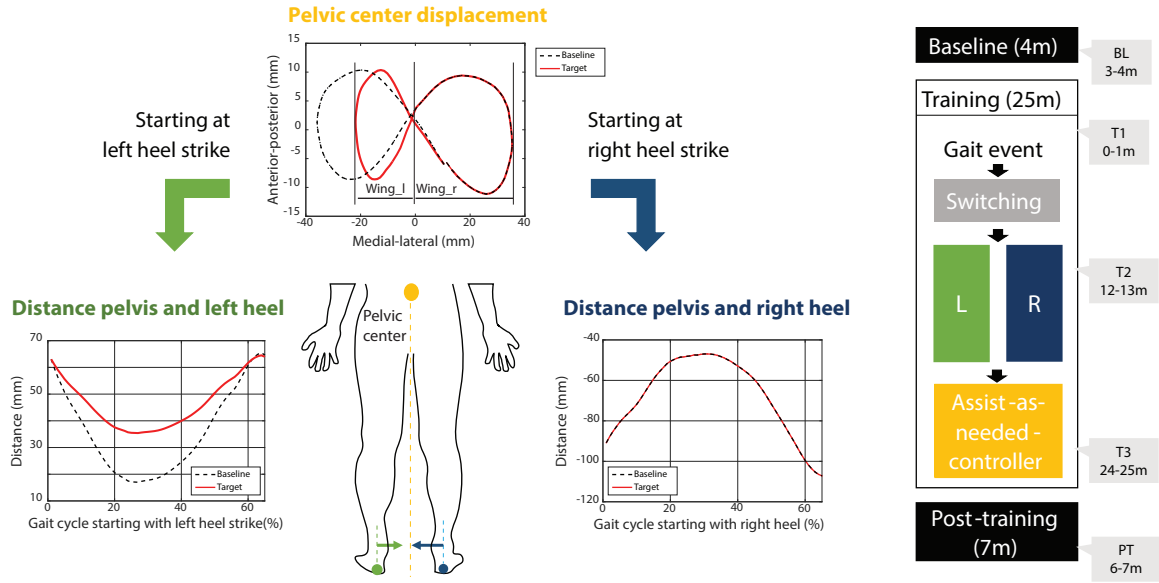 Pelvic center displacement
15
10
5
0
-5
-10
-15
Anterior-posterior (mm)
Baseline
Target
Wing_l
Wing_r
-40
-20
0
20
40
Medial-lateral (mm)
Starting at
left heel strike
Starting at
right heel strike
Distance pelvis and left heel
70
50
30
10
Distance (mm)
Baseline
Target
0
20
40
60
Gait cycle starting with left heel strike(%)
Pelvic
center
Distance pelvis and right heel
-40
-60
-80
-100
-120
Distance (mm)
Baseline
Target
0
20
40
60
Gait cycle starting with right heel (%)
Baseline (4m)
BL
3-4m
Training (25m)
T1
0-1m
Gait event
Switching
L
R
T2
12-13m
Assist-as-
needed-
controller
T3
24-25m
Post-training
(7m)
PT
6-7m